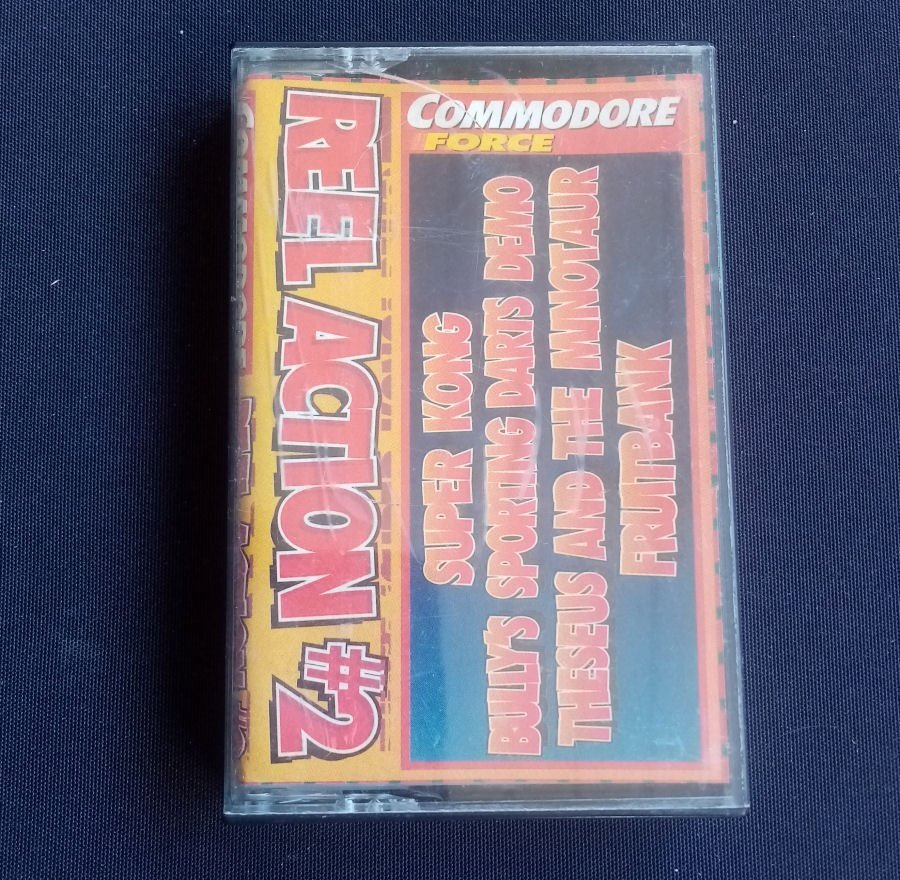 COMMODORE
FORCE
REEL ACTION #2
SUPER KONG
BULLY'S SPORTING DARTS DEMO
THESEUS AND THE MINOTAUR
FRUITBANK